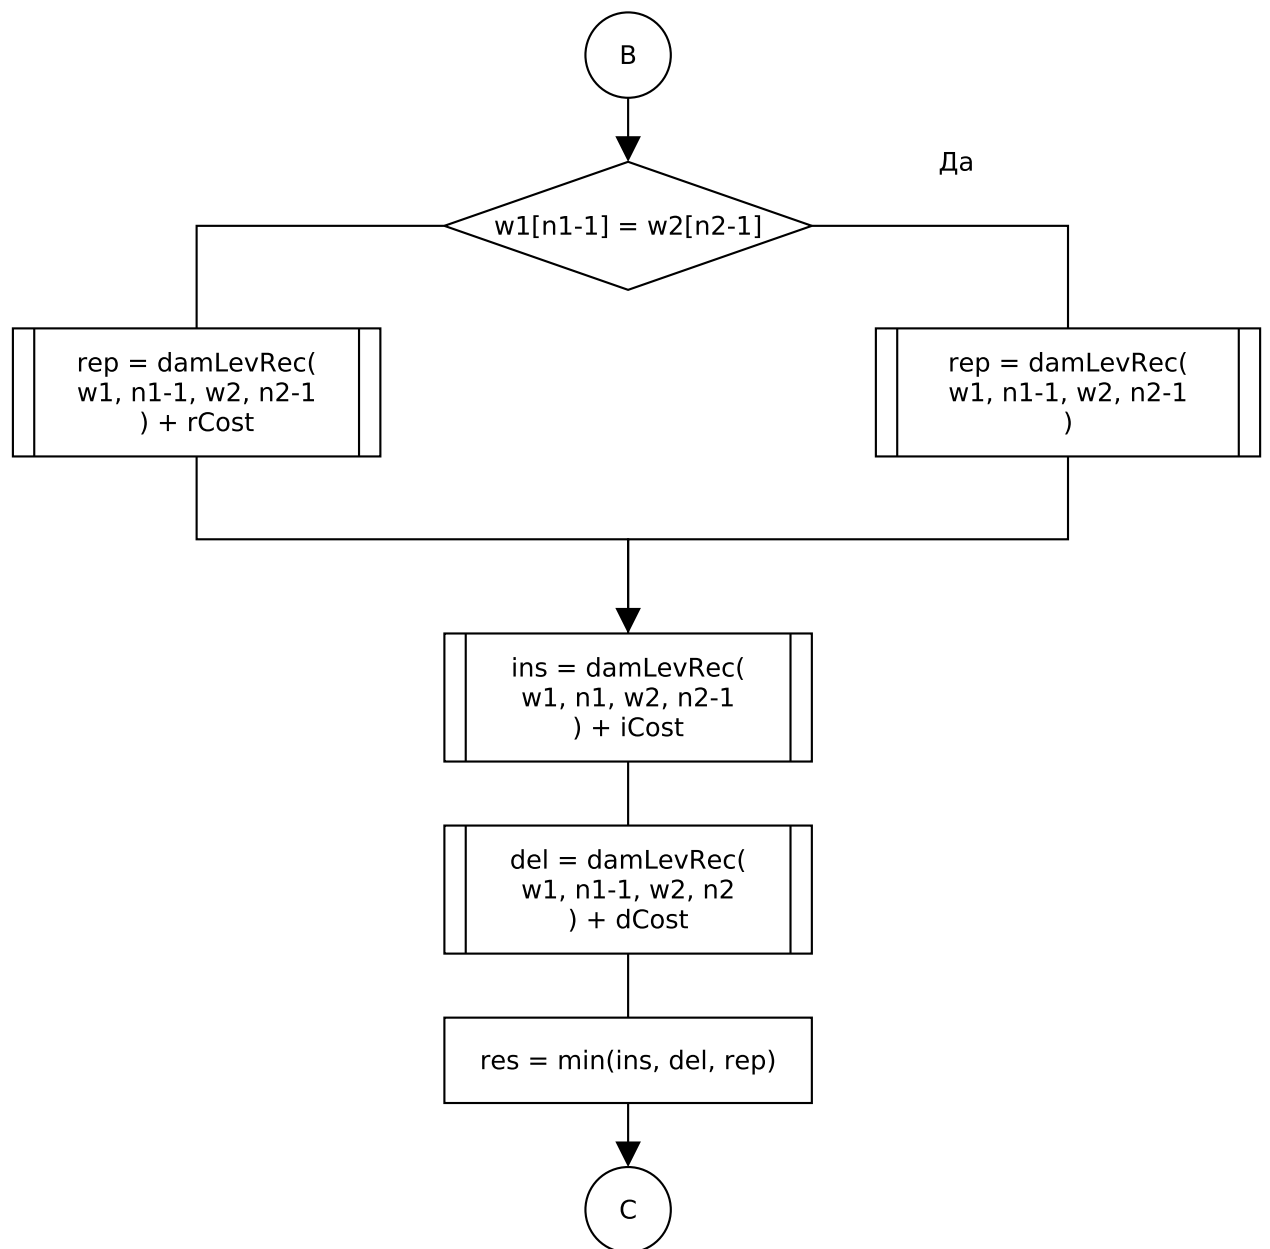 B
Да
w1[n1-1] = w2[n2-1]
rep = damLevRec(
w1, n1-1, w2, n2-1
) + rCost
rep = damLevRec(
w1, n1-1, w2, n2-1
)
ins = damLevRec(
w1, n1, w2, n2-1
) + iCost
del = damLevRec(
w1, n1-1, w2, n2
) + dCost
res = min(ins, del, rep)
C